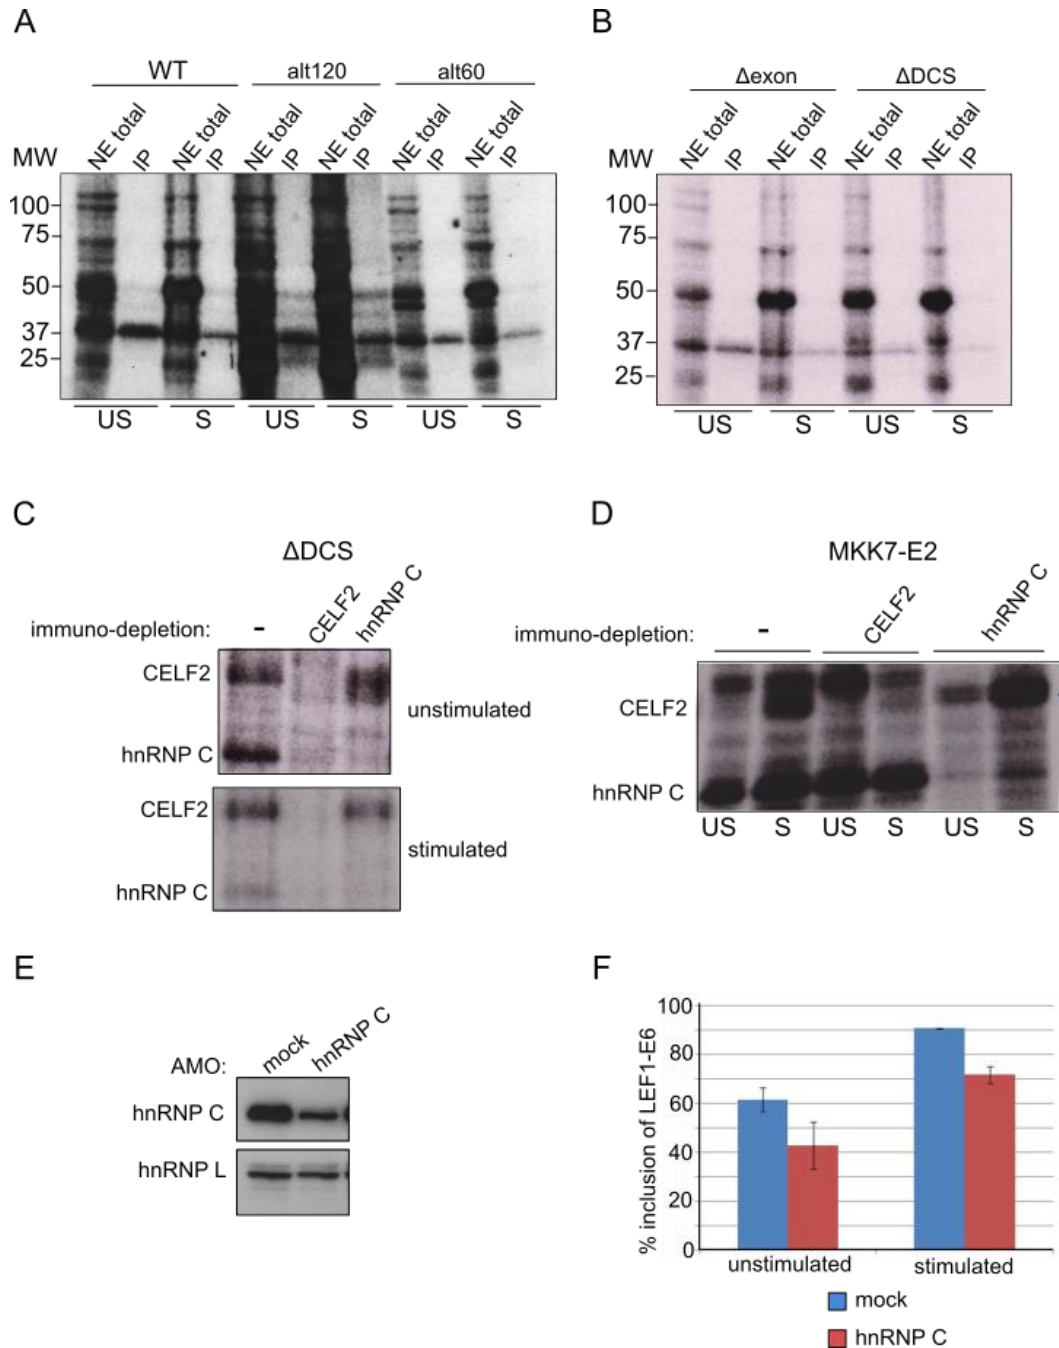 A
WT alt120 alt60
MW NE total IP NE total IP NE total IP NE total IP NE total IP NE total IP
100
75
50
37
25
US S US S US S
B
Δexon ΔDCS
MW NE total IP NE total IP NE total IP NE total IP
100
75
50
37
25
US S US S
C
ΔDCS
immuno-depletion: - CELF2 hnRNP C
CELF2
unstimulated
hnRNP C
CELF2
stimulated
hnRNP C
D
MKK7-E2
immuno-depletion: - CELF2 hnRNP C
CELF2
hnRNP C
US S US S US S
E
AMO: mock hnRNP C
hnRNP C
hnRNP L
F
% inclusion of LEF1-E6
100
80
60
40
20
0
unstimulated stimulated
mock
hnRNP C